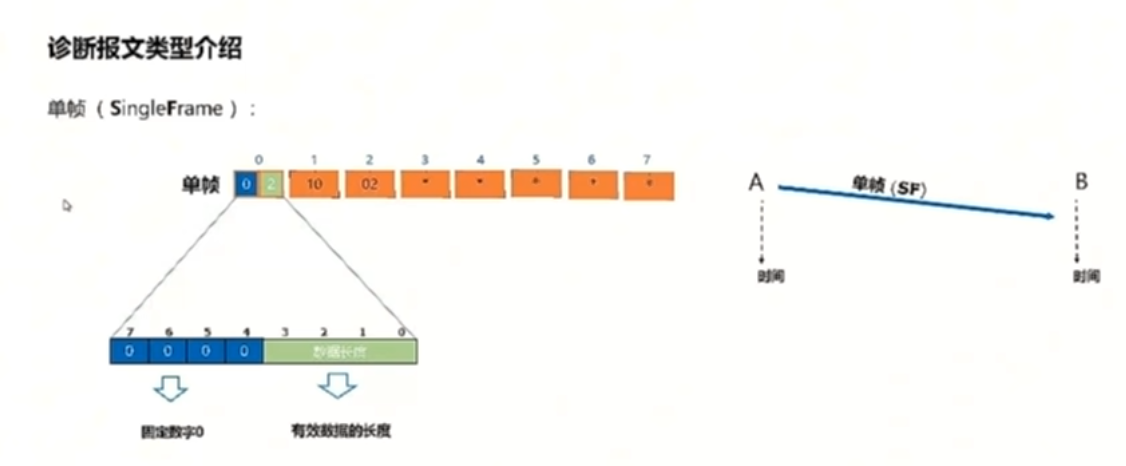 诊断报文类型介绍
单帧 ( SingleFrame ) :
0 1 2 3 4 5 6 7
单帧 0 2 10 02 * * * * *
A 单帧 (SF) B
时间 时间
7 6 5 4 3 2 1 0
0 0 0 0 数据长度
固定数字0 有效数据的长度